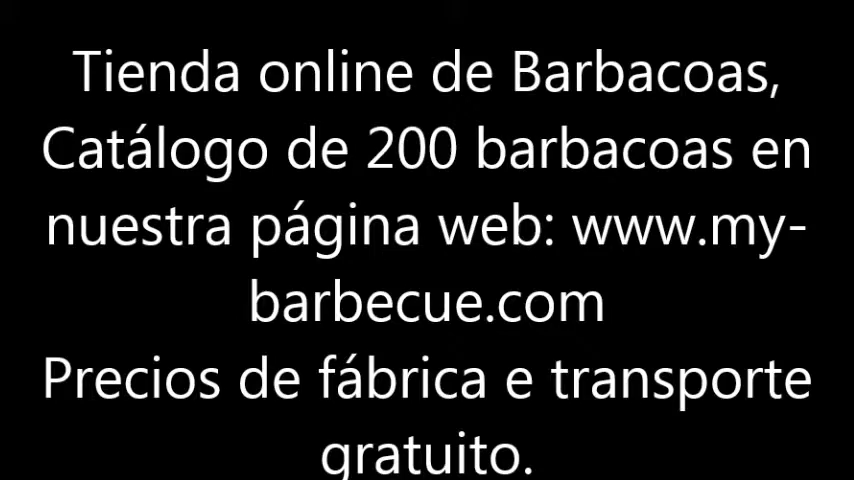 Tienda online de Barbacoas,
Catálogo de 200 barbacoas en
nuestra página web: www.my-
barbecue.com
Precios de fábrica e transporte
gratuito.